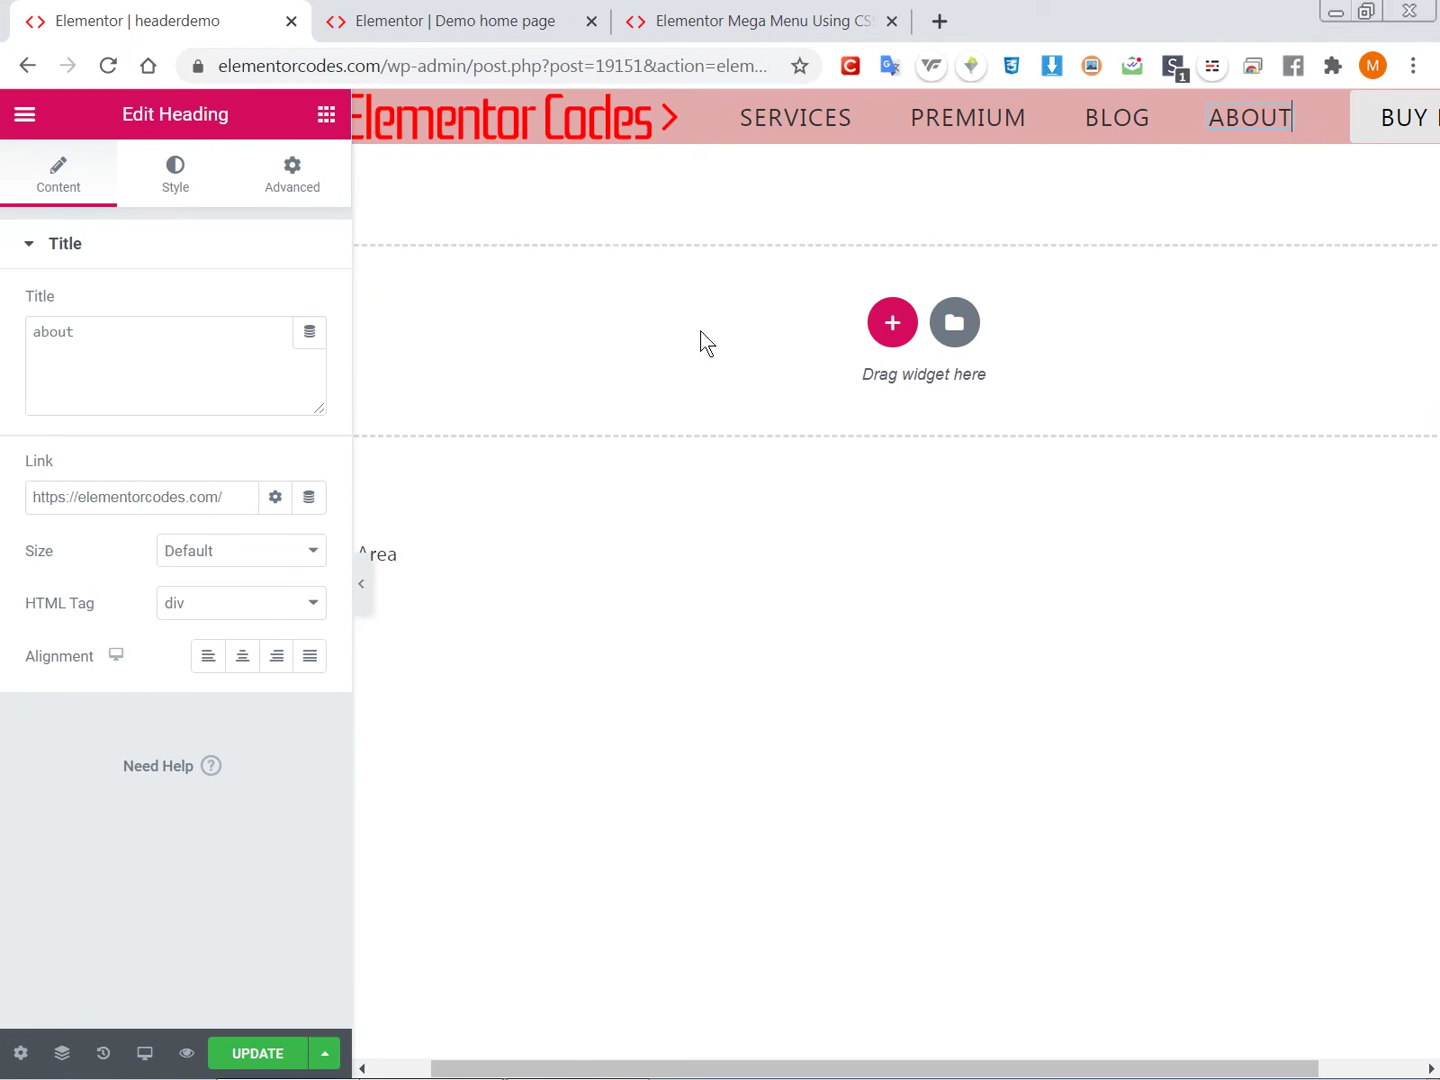 Elementor | headerdemo
Elementor | Demo home page
Elementor Mega Menu Using CS
elementorcodes.com/wp-admin/post.php?post=19151&action=elem...
1
M
Edit Heading
Elementor Codes
SERVICES
PREMIUM
BLOG
ABOUT
BUY
Content
Style
Advanced
Title
Title
about
Drag widget here
Link
https://elementorcodes.com/
Size
Default
Area
HTML Tag
div
Alignment
Need Help
UPDATE